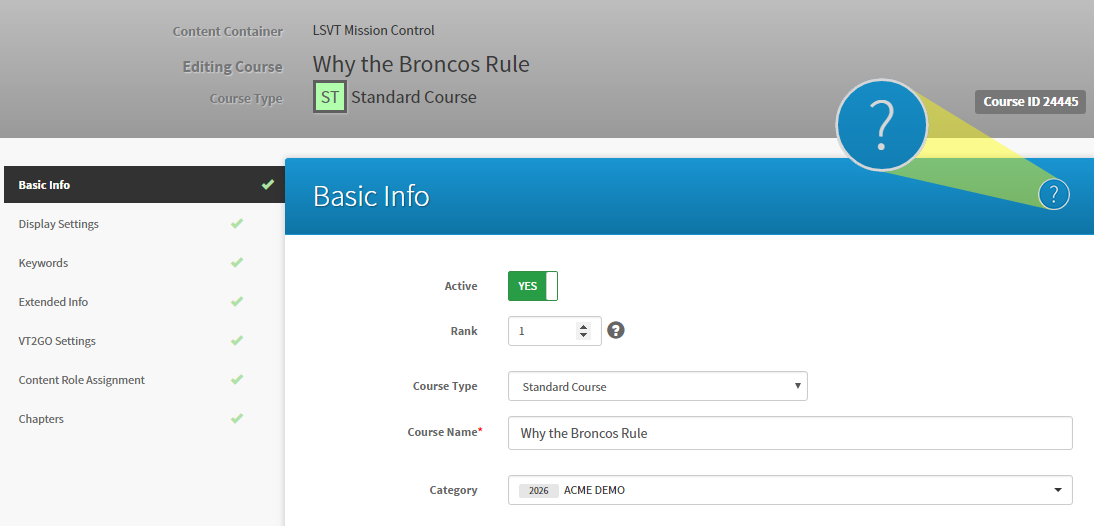 Content Container LSVT Mission Control
Editing Course Why the Broncos Rule
Course Type ST Standard Course
Course ID 24445
?
Basic Info
Display Settings
Keywords
Extended Info
VT2GO Settings
Content Role Assignment
Chapters
Basic Info
?
Active YES
Rank 1 ?
Course Type Standard Course
Course Name* Why the Broncos Rule
Category 2026 ACME DEMO